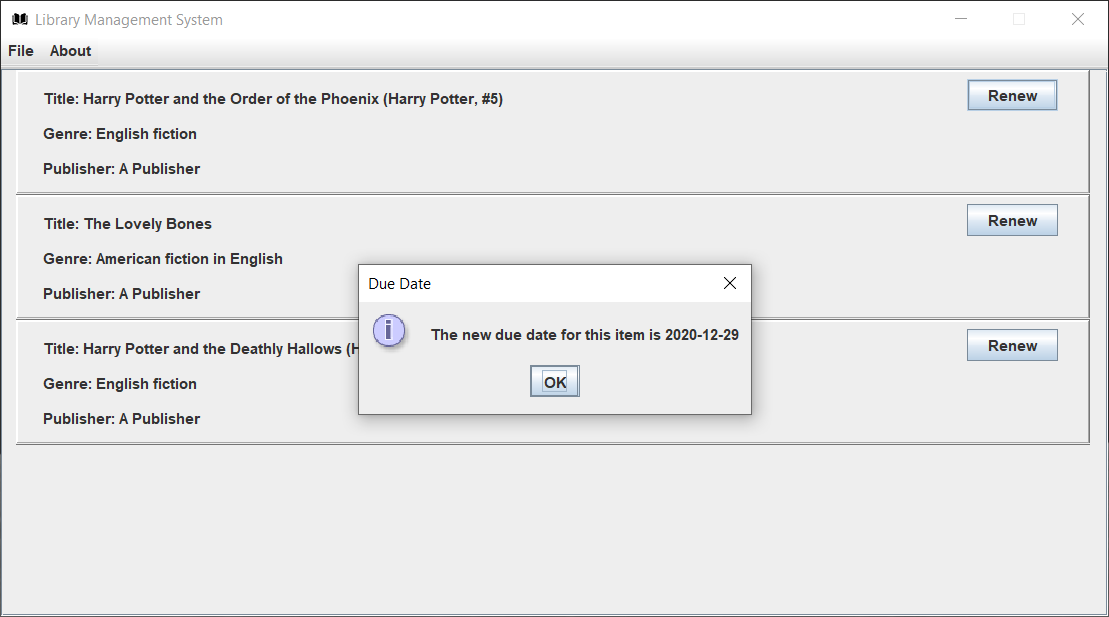 Library Management System
File About
Title: Harry Potter and the Order of the Phoenix (Harry Potter, #5)
Renew
Genre: English fiction
Publisher: A Publisher
Title: The Lovely Bones
Renew
Genre: American fiction in English
Publisher: A Publisher
Title: Harry Potter and the Deathly Hallows (H
Renew
Genre: English fiction
Publisher: A Publisher
Due Date
The new due date for this item is 2020-12-29
OK